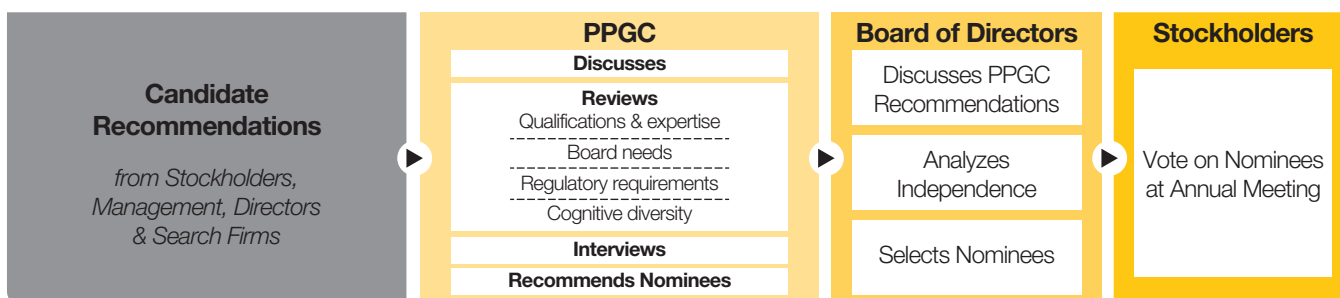 Candidate
Recommendations
from Stockholders,
Management, Directors
& Search Firms
PPGC
Discusses
Reviews
Qualifications & expertise
Board needs
Regulatory requirements
Cognitive diversity
Interviews
Recommends Nominees
Board of Directors
Discusses PPGC
Recommendations
Analyzes
Independence
Selects Nominees
Stockholders
Vote on Nominees
at Annual Meeting